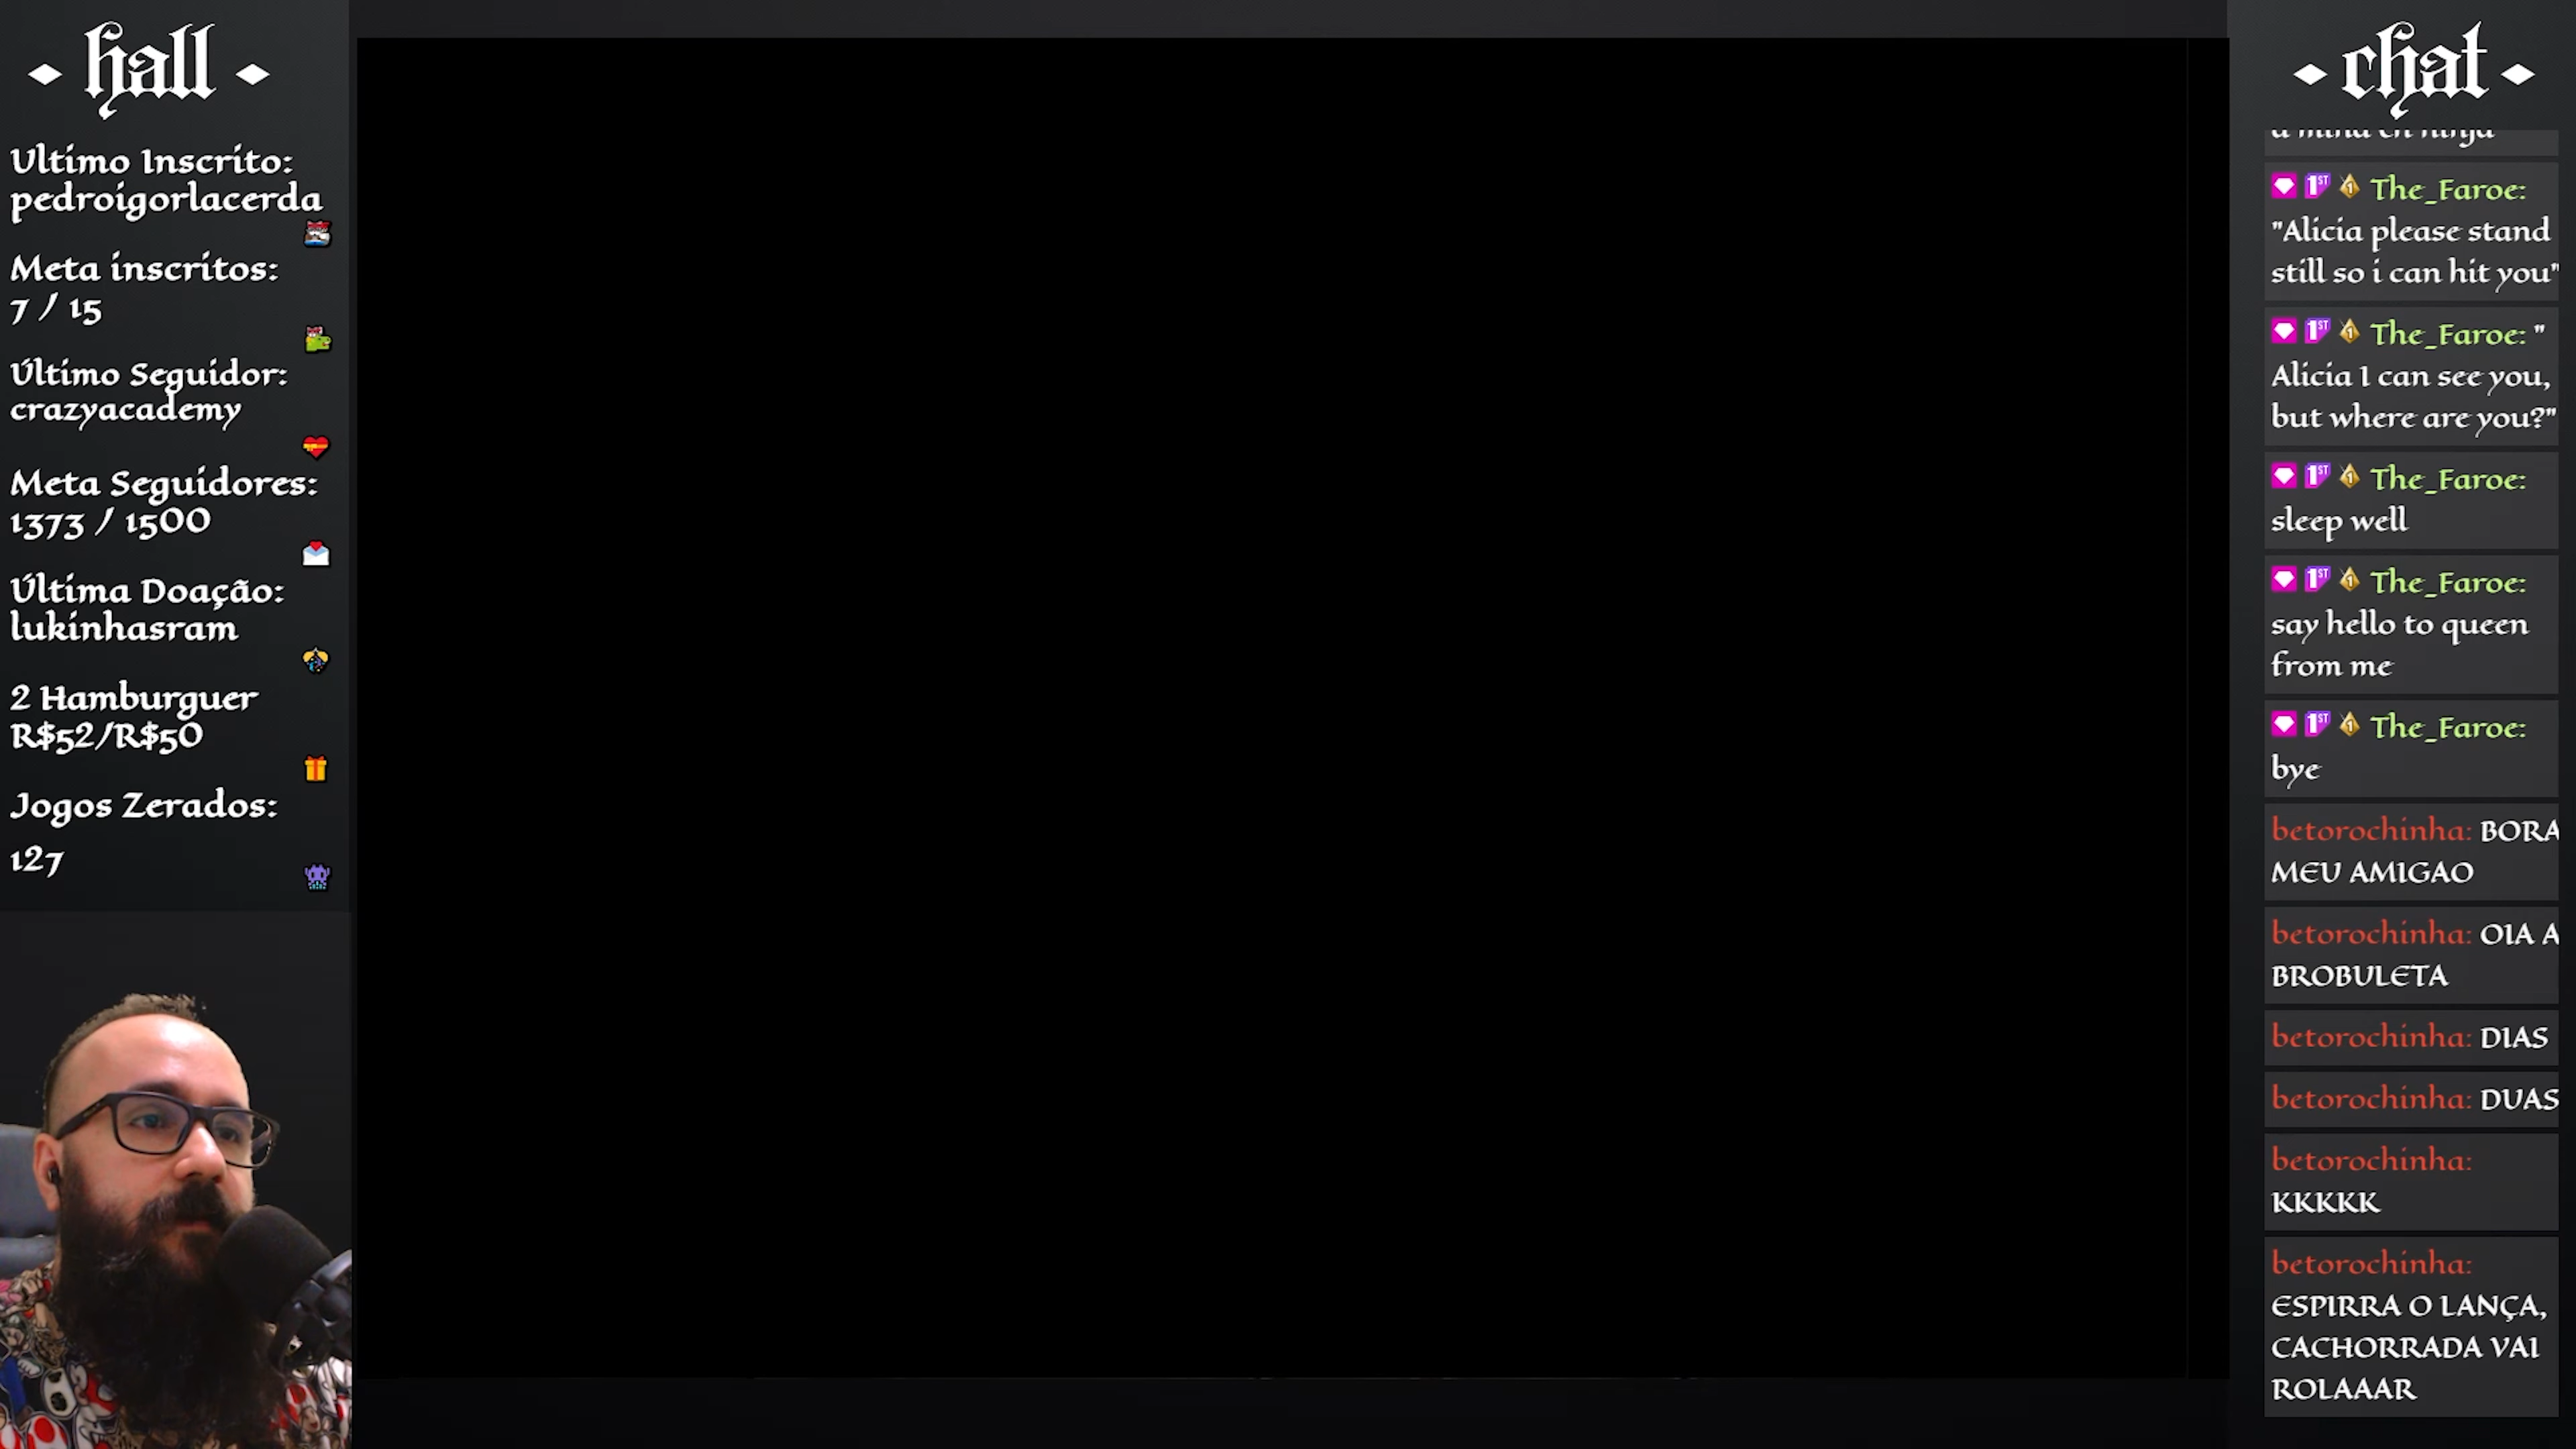 hall
Ultimo Inscrito:
pedroigorlacerda
Meta inscritos:
7 / 15
Último Seguidor:
crazyacademy
Meta Seguidores:
1373 / 1500
Última Doação:
lukinhasram
2 Hamburguer
R$52/R$50
Jogos Zerados:
127
chat
The_Faroe:
"Alicia please stand
still so i can hit you"
The_Faroe: "
Alicia I can see you,
but where are you?"
The_Faroe:
sleep well
The_Faroe:
say hello to queen
from me
The_Faroe:
bye
betorochinha: BORA
MEU AMIGAO
betorochinha: OIA A
BROBULETA
betorochinha: DIAS
betorochinha: DUAS
betorochinha:
KKKKK
betorochinha:
ESPIRRA O LANÇA,
CACHORRADA VAI
ROLAAAR